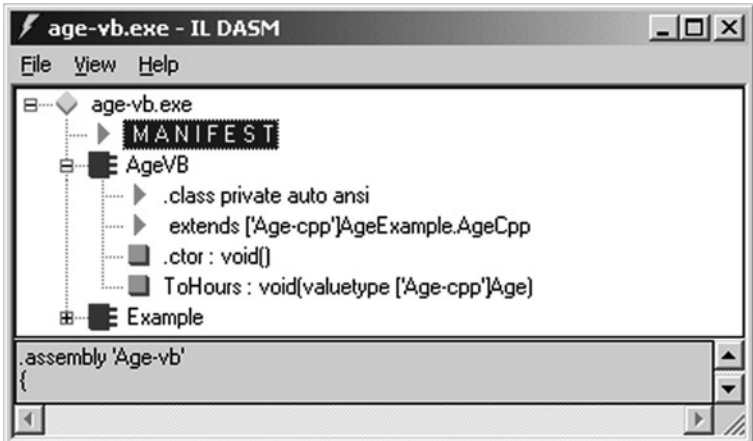 age-vb.exe - IL DASM
File View Help
age-vb.exe
MANIFEST
AgeVB
.class private auto ansi
extends ['Age-cpp']AgeExample.AgeCpp
.ctor : void()
ToHours : void(valuetype ['Age-cpp']Age)
Example
.assembly 'Age-vb'
{